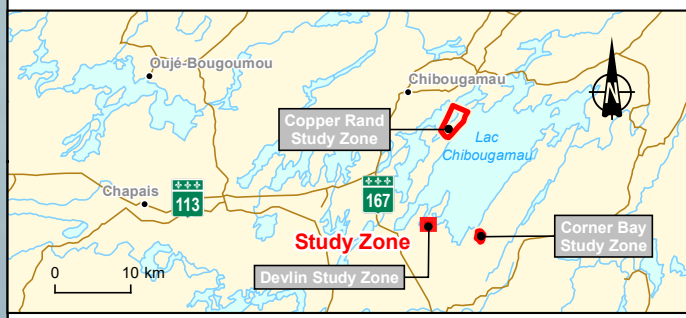 Oujé-Bougoumou
Chibougamau
N
Copper Rand
Study Zone
Lac
Chibougamau
Chapais
113
167
Study Zone
Corner Bay
Study Zone
0 10 km
Devlin Study Zone